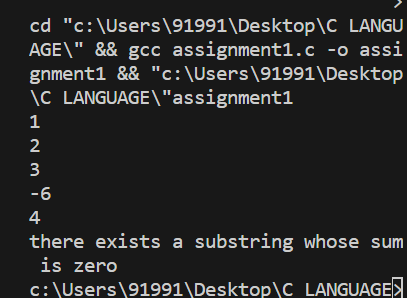 >
cd "c:\Users\91991\Desktop\C LANGU
AGE\" && gcc assignment1.c -o assi
gnment1 && "c:\Users\91991\Desktop
\C LANGUAGE\"assignment1
1
2
3
-6
4
there exists a substring whose sum
 is zero
c:\Users\91991\Desktop\C LANGUAGE>